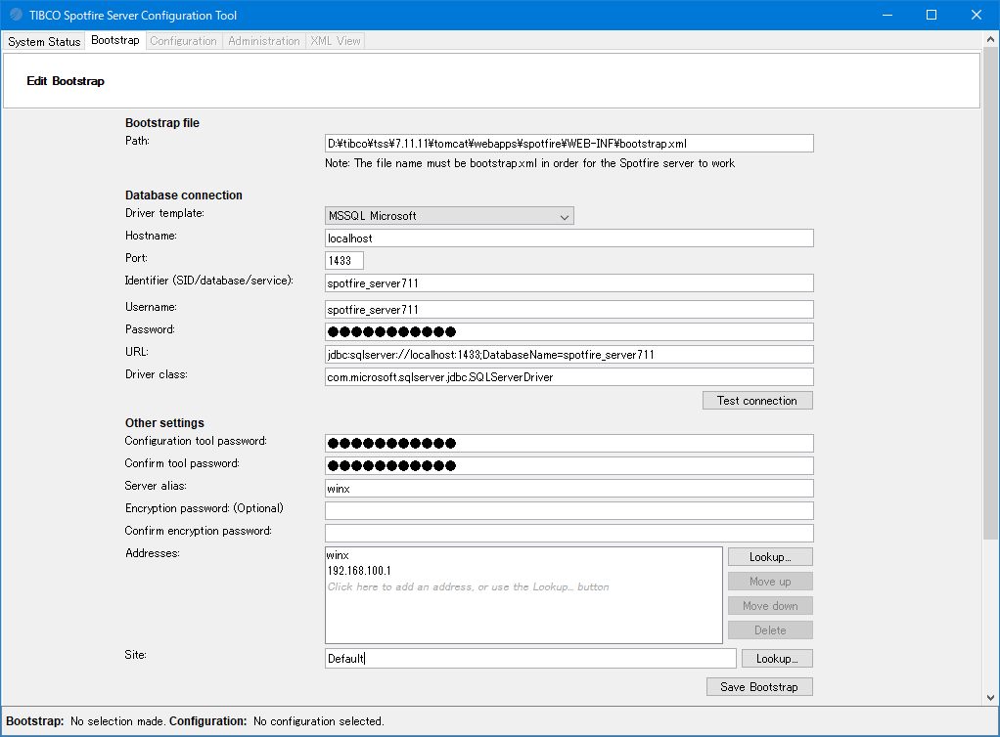 TIBCO Spotfire Server Configuration Tool
System Status Bootstrap Configuration Administration XML View
Edit Bootstrap
Bootstrap file
Path: D:¥tibco¥tss¥7.11.11¥tomcat¥webapps¥spotfire¥WEB-INF¥bootstrap.xml
Note: The file name must be bootstrap.xml in order for the Spotfire server to work
Database connection
Driver template: MSSQL Microsoft
Hostname: localhost
Port: 1433
Identifier (SID/database/service): spotfire_server711
Username: spotfire_server711
Password: ●●●●●●●●●●●
URL: jdbc:sqlserver://localhost:1433;DatabaseName=spotfire_server711
Driver class: com.microsoft.sqlserver.jdbc.SQLServerDriver
Test connection
Other settings
Configuration tool password: ●●●●●●●●●●●
Confirm tool password: ●●●●●●●●●●●
Server alias: winx
Encryption password: (Optional)
Confirm encryption password:
Addresses: winx Lookup...
192.168.100.1
Click here to add an address, or use the Lookup... button
Move up
Move down
Delete
Site: Default Lookup...
Save Bootstrap
Bootstrap: No selection made. Configuration: No configuration selected.